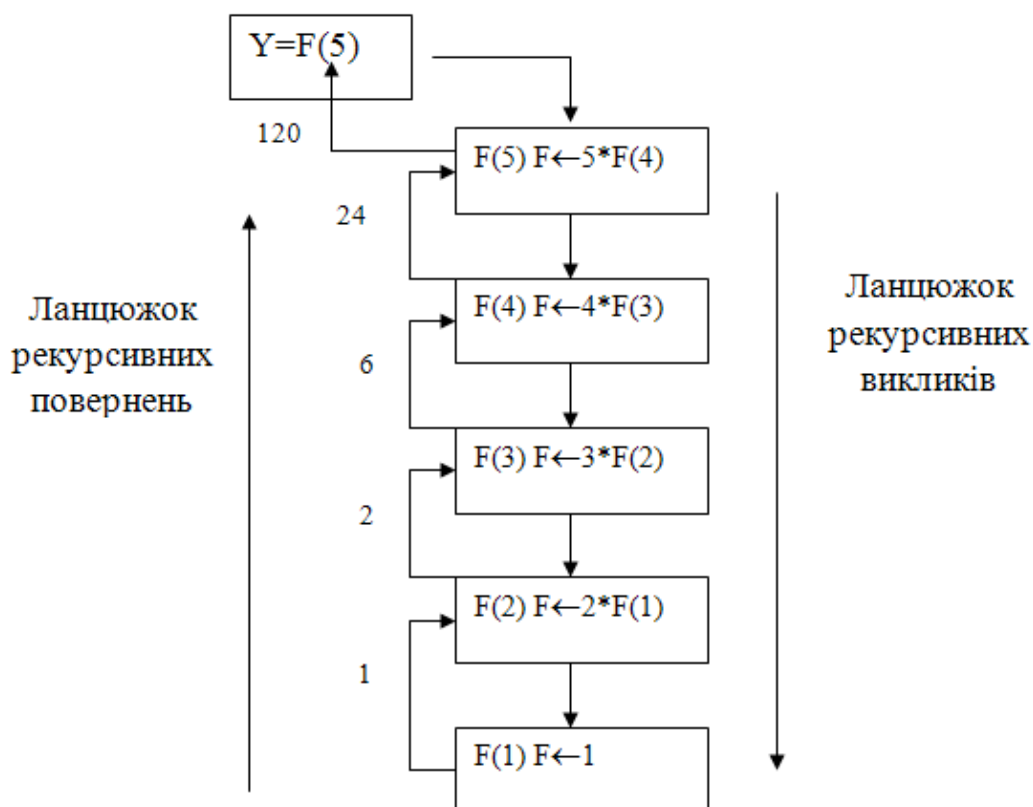 Y=F(5)
120
F(5) F←5*F(4)
24
F(4) F←4*F(3)
Ланцюжок
рекурсивних
повернень
Ланцюжок
рекурсивних
викликів
6
F(3) F←3*F(2)
2
F(2) F←2*F(1)
1
F(1) F←1